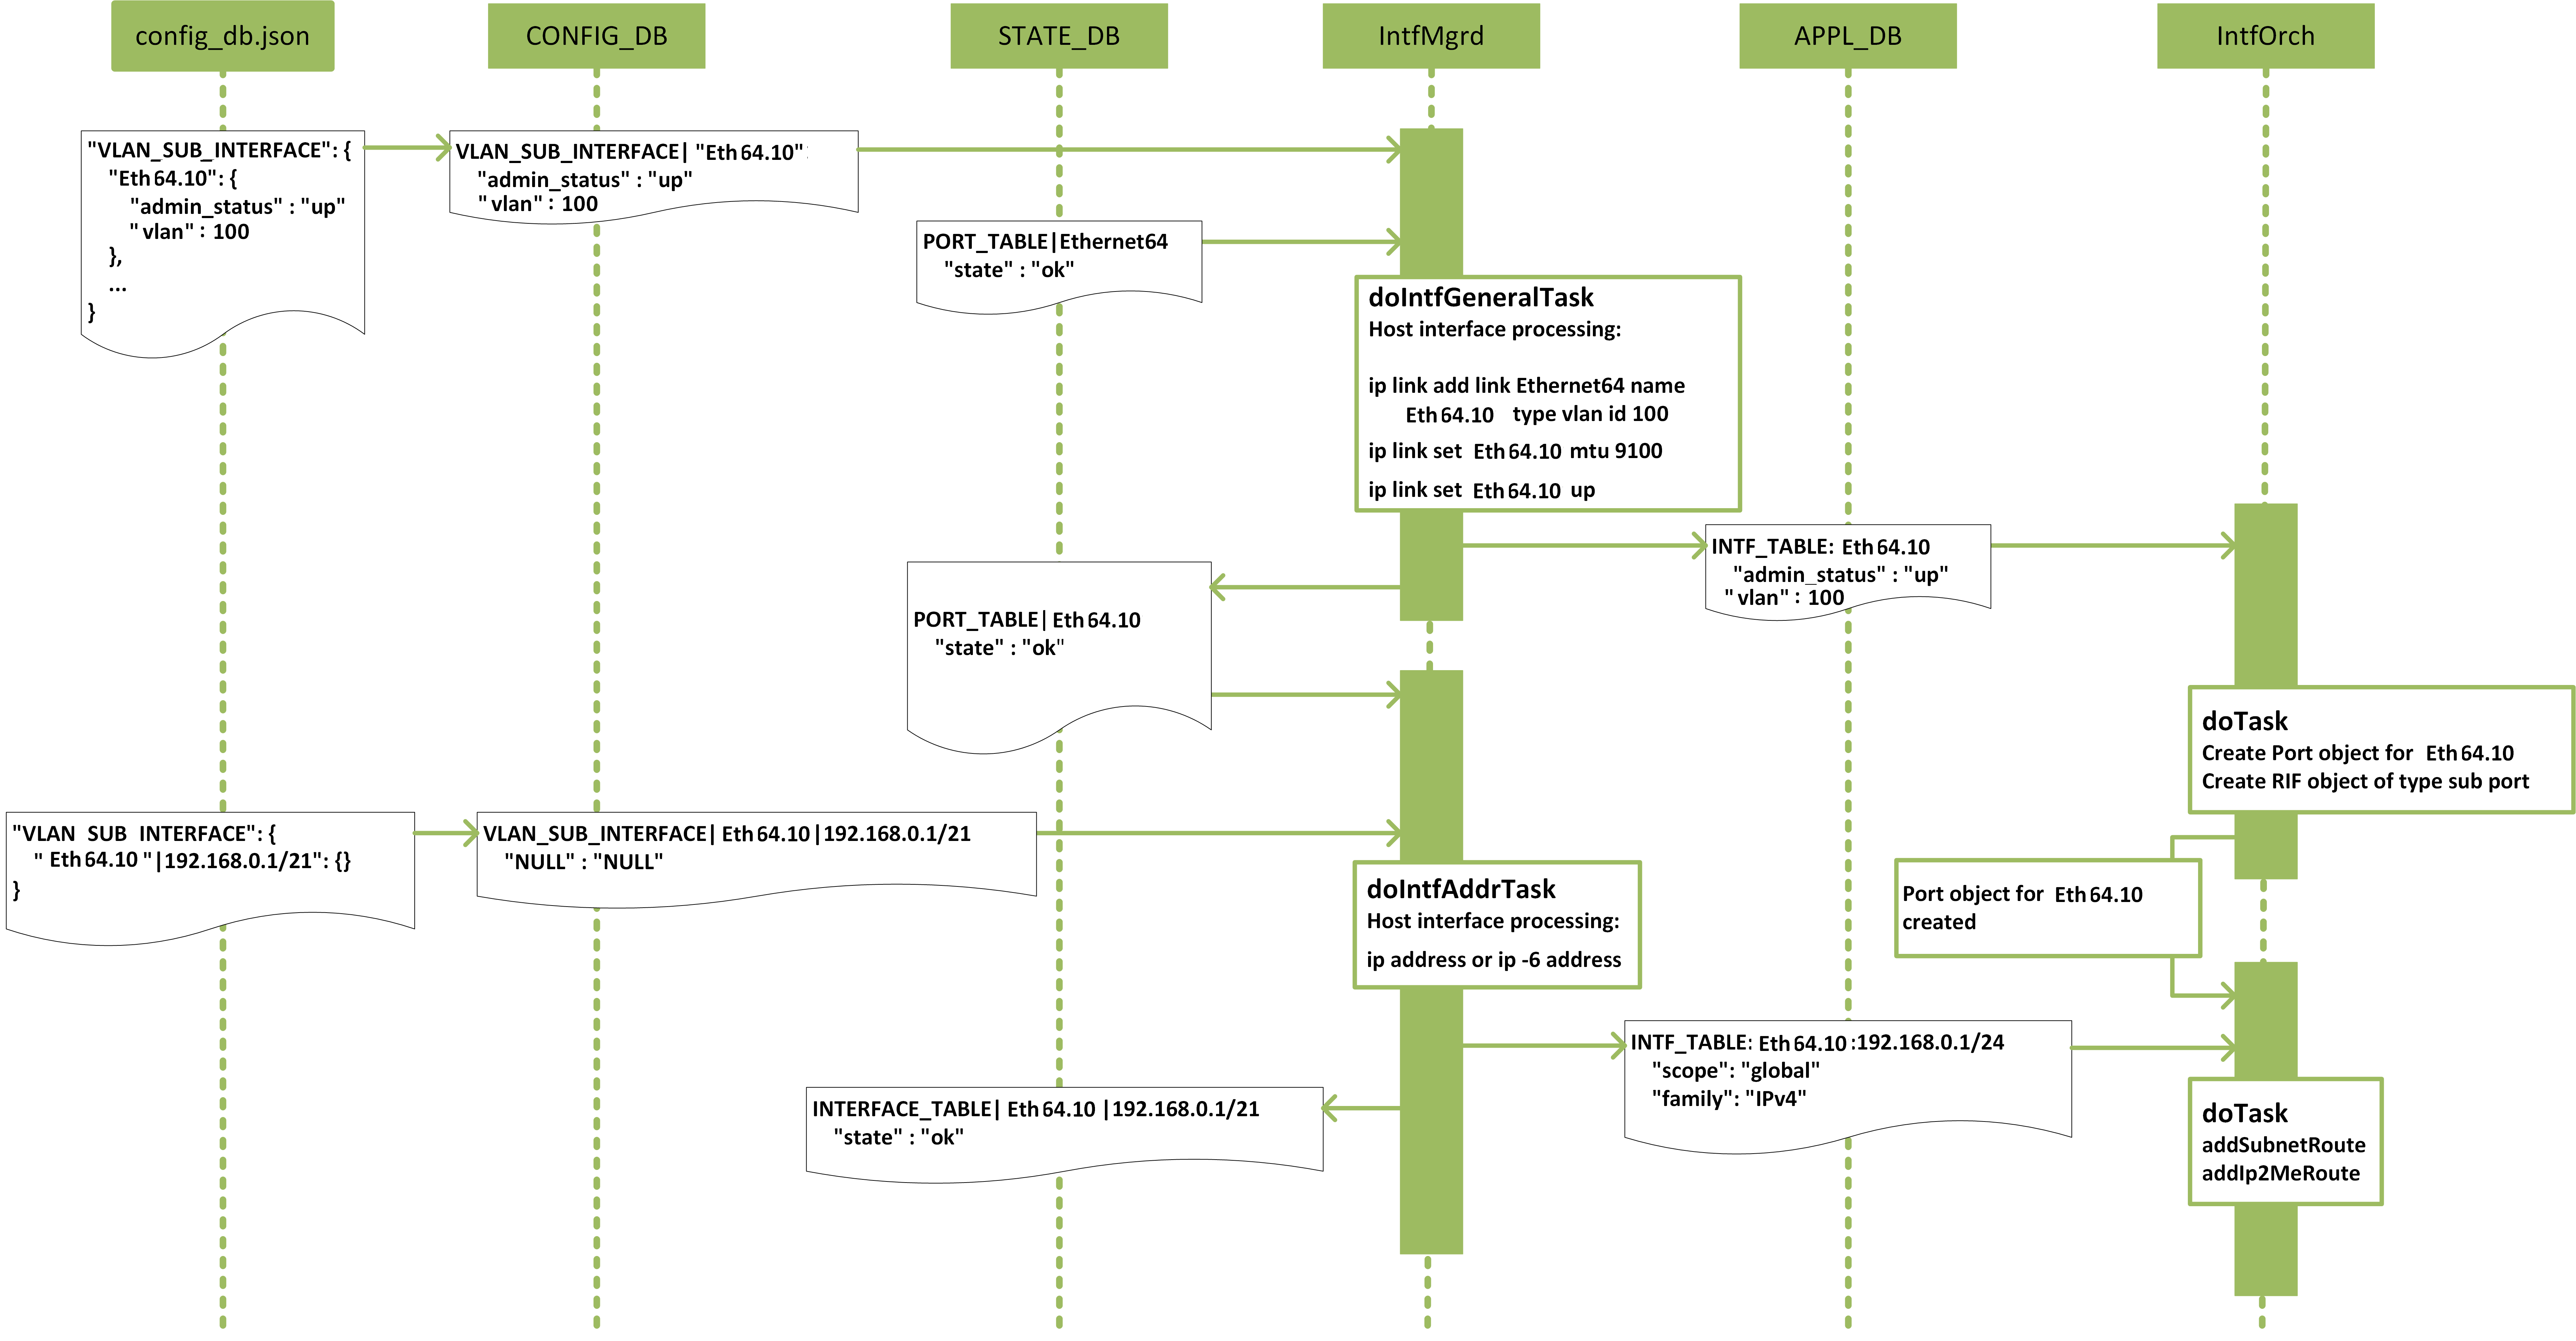 config_db.json
CONFIG_DB
STATE_DB
IntfMgrd
APPL_DB
IntfOrch
"VLAN_SUB_INTERFACE": {
"Eth64.10": {
"admin_status" : "up"
"vlan" : 100
},
...
}
VLAN_SUB_INTERFACE| "Eth64.10":
"admin_status" : "up"
"vlan" : 100
PORT_TABLE|Ethernet64
"state" : "ok"
doIntfGeneralTask
Host interface processing:
ip link add link Ethernet64 name
Eth64.10 type vlan id 100
ip link set Eth64.10 mtu 9100
ip link set Eth64.10 up
INTF_TABLE: Eth64.10
"admin_status" : "up"
"vlan" : 100
PORT_TABLE| Eth64.10
"state" : "ok"
doTask
Create Port object for Eth64.10
Create RIF object of type sub port
"VLAN SUB INTERFACE": {
" Eth64.10 "|192.168.0.1/21": {}
}
VLAN_SUB_INTERFACE| Eth64.10 |192.168.0.1/21
"NULL" : "NULL"
doIntfAddrTask
Host interface processing:
ip address or ip -6 address
Port object for Eth64.10
created
INTF_TABLE: Eth64.10 :192.168.0.1/24
"scope": "global"
"family": "IPv4"
INTERFACE_TABLE| Eth64.10 |192.168.0.1/21
"state" : "ok"
doTask
addSubnetRoute
addIp2MeRoute